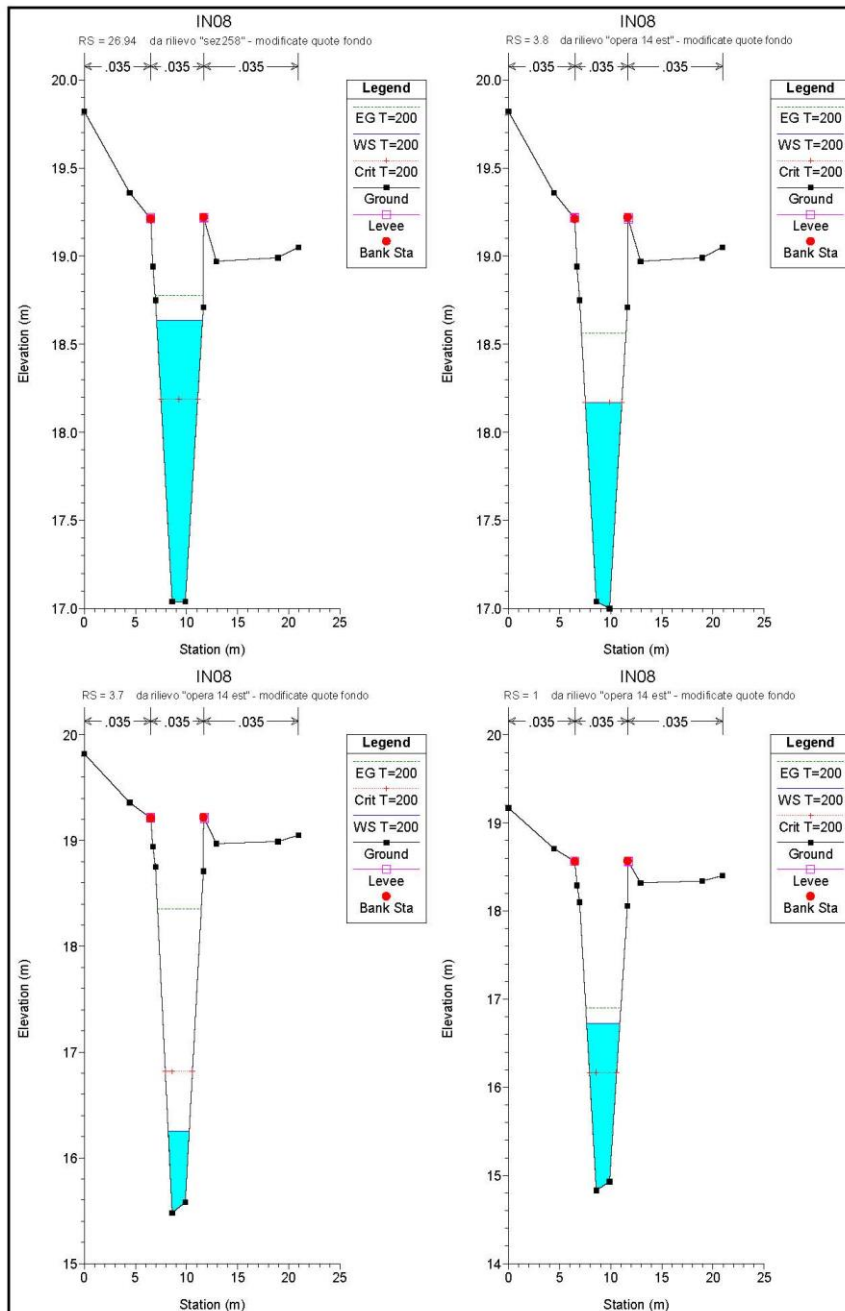 IN08
RS = 26.94 da rilievo "sez258" - modificate quote fondo
.035 .035 .035
Legend
EG T=200
WS T=200
Crit T=200
Ground
Levee
Bank Sta
20.0
19.5
19.0
18.5
18.0
17.5
17.0
Elevation (m)
0 5 10 15 20 25
Station (m)
IN08
RS = 3.8 da rilievo "opera 14 est" - modificate quote fondo
.035 .035 .035
Legend
EG T=200
WS T=200
Crit T=200
Ground
Levee
Bank Sta
20.0
19.5
19.0
18.5
18.0
17.5
17.0
Elevation (m)
0 5 10 15 20 25
Station (m)
IN08
RS = 3.7 da rilievo "opera 14 est" - modificate quote fondo
.035 .035 .035
Legend
EG T=200
Crit T=200
WS T=200
Ground
Levee
Bank Sta
20
19
18
17
16
15
Elevation (m)
0 5 10 15 20 25
Station (m)
IN08
RS = 1 da rilievo "opera 14 est" - modificate quote fondo
.035 .035 .035
Legend
EG T=200
WS T=200
Crit T=200
Ground
Levee
Bank Sta
20
19
18
17
16
15
14
Elevation (m)
0 5 10 15 20 25
Station (m)